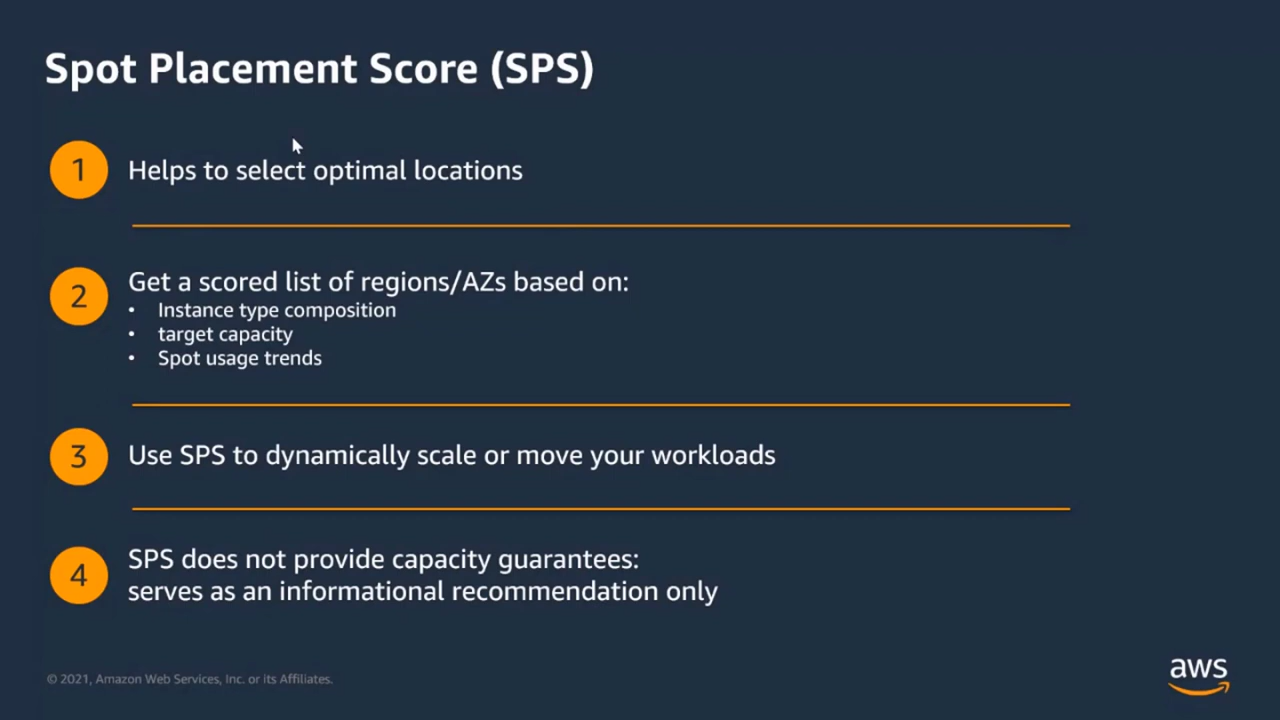 Spot Placement Score (SPS)
1
Helps to select optimal locations
2
Get a scored list of regions/AZs based on:
• Instance type composition
• target capacity
• Spot usage trends
3
Use SPS to dynamically scale or move your workloads
4
SPS does not provide capacity guarantees:
serves as an informational recommendation only
© 2021, Amazon Web Services, Inc. or its Affiliates.
aws